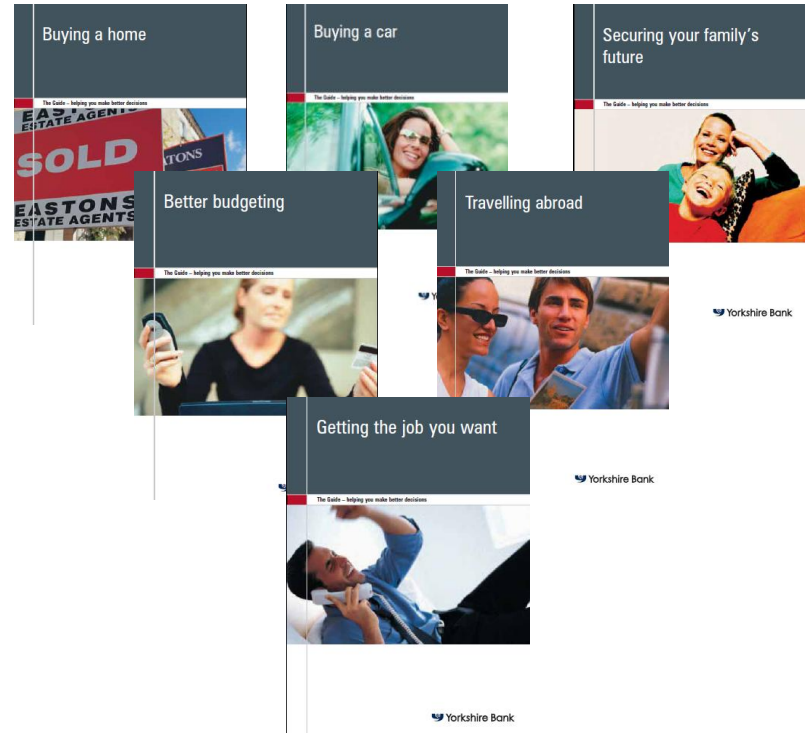 Buying a home
The Guide – helping you make better decisions
EASTONS
ESTATE AGENTS
SOLD
EASTONS
ESTATE AGENTS
Buying a car
The Guide – helping you make better decisions
Securing your family's
future
The Guide – helping you make better decisions
Yorkshire Bank
Better budgeting
The Guide – helping you make better decisions
Travelling abroad
The Guide – helping you make better decisions
Yorkshire Bank
Getting the job you want
The Guide – helping you make better decisions
Yorkshire Bank